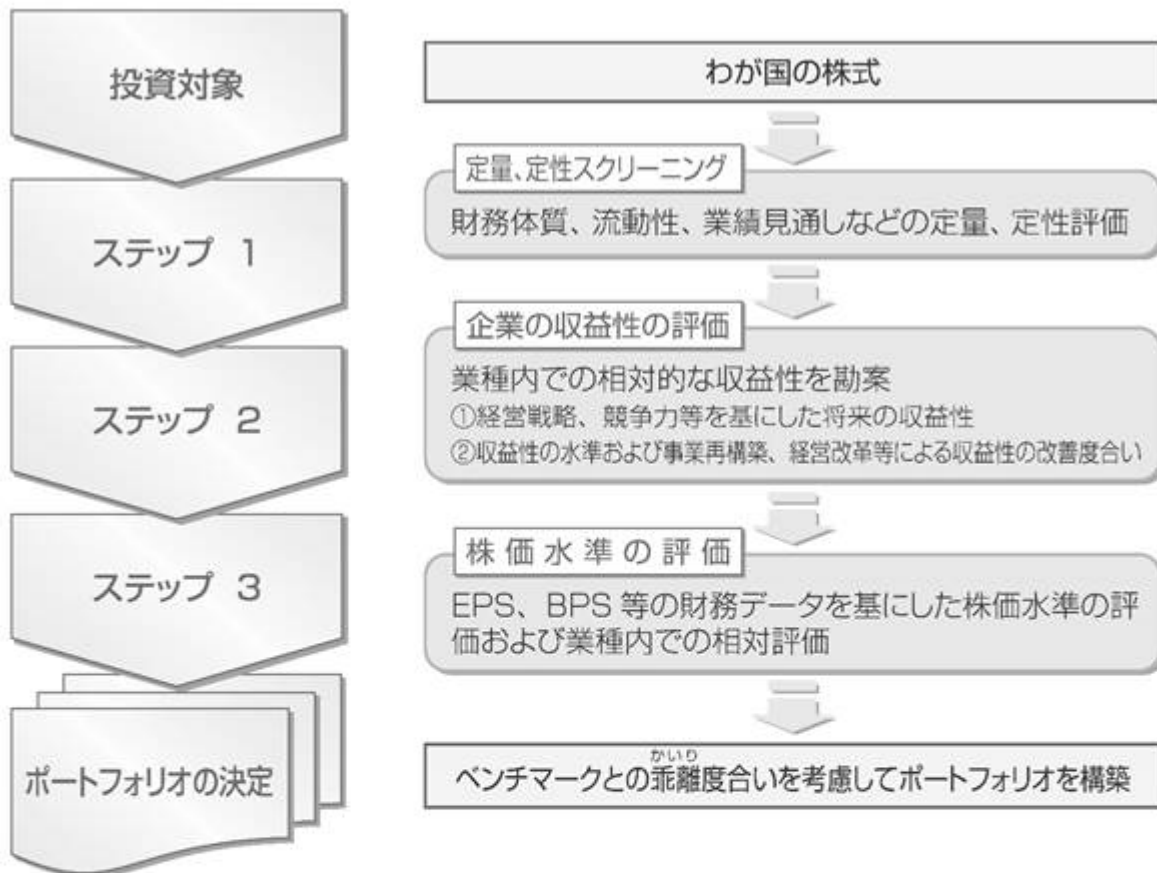 投資対象
わが国の株式
ステップ 1
定量、定性スクリーニング
財務体質、流動性、業績見通しなどの定量、定性評価
ステップ 2
企業の収益性の評価
業種内での相対的な収益性を勘案
①経営戦略、競争力等を基にした将来の収益性
②収益性の水準および事業再構築、経営改革等による収益性の改善度合い
ステップ 3
株価水準の評価
EPS、BPS 等の財務データを基にした株価水準の評
価および業種内での相対評価
ポートフォリオの決定
かいり
ベンチマークとの乖離度合いを考慮してポートフォリオを構築